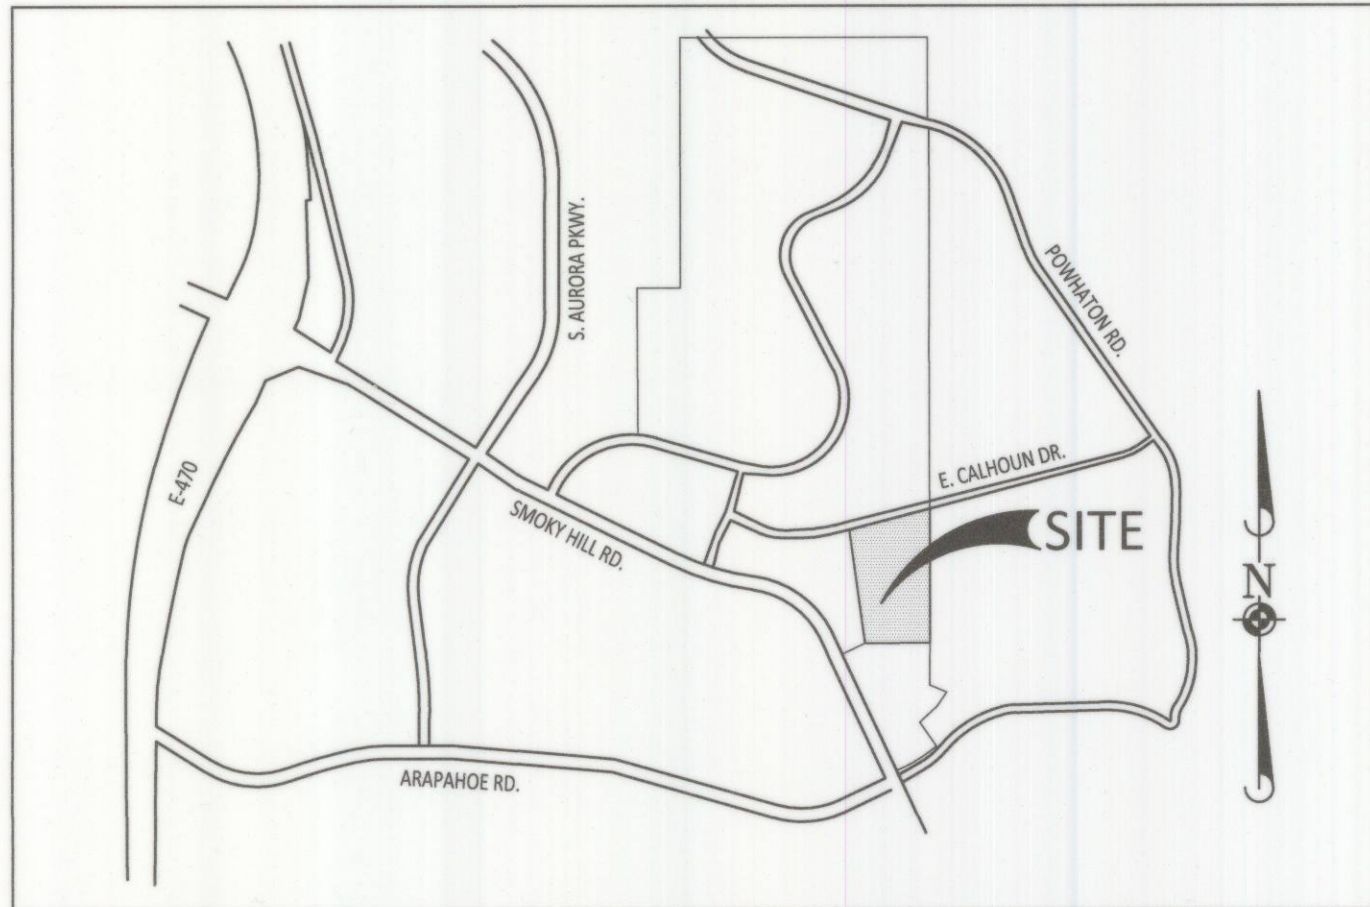 S. AURORA PKWY.
POWHATON RD.
E-470
E. CALHOUN DR.
SMOKY HILL RD.
SITE
N
ARAPAHOE RD.